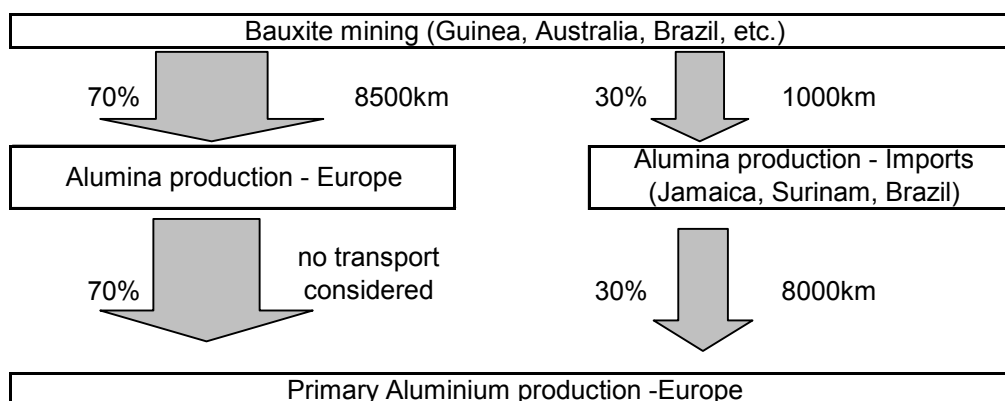 Bauxite mining (Guinea, Australia, Brazil, etc.)
70%
8500km
30%
1000km
Alumina production - Europe
Alumina production - Imports
(Jamaica, Surinam, Brazil)
70%
no transport
considered
30%
8000km
Primary Aluminium production -Europe